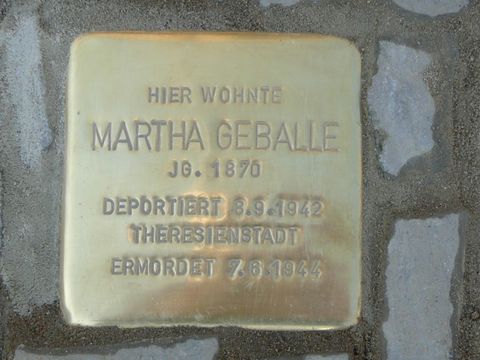 HIER WOHNTE
MARTHA GEBALLE
JG. 1870
DEPORTIERT 8.9.1942
THERESIENSTADT
ERMORDET 7.6.1944